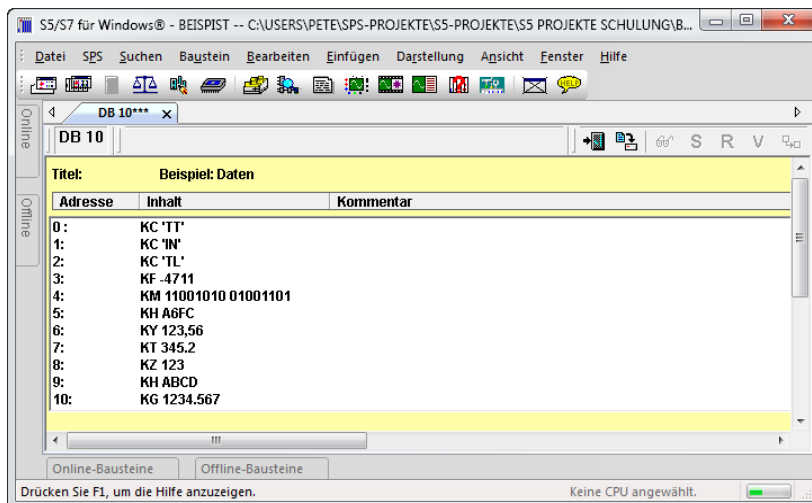 S5/S7 für Windows® - BEISPIST -- C:\USERS\PETE\SPS-PROJEKTE\S5-PROJEKTE\S5 PROJEKTE SCHULUNG\B...
Datei SPS Suchen Baustein Bearbeiten Einfügen Darstellung Ansicht Fenster Hilfe
HELP
Online
Offline
DB 10*** x
DB 10
S R V
Titel: Beispiel: Daten
Adresse Inhalt Kommentar
0 : KC 'TT'
1: KC 'IN'
2: KC 'TL'
3: KF -4711
4: KM 11001010 01001101
5: KH A6FC
6: KY 123,56
7: KT 345.2
8: KZ 123
9: KH ABCD
10: KG 1234.567
Online-Bausteine Offline-Bausteine
Drücken Sie F1, um die Hilfe anzuzeigen. Keine CPU angewählt.